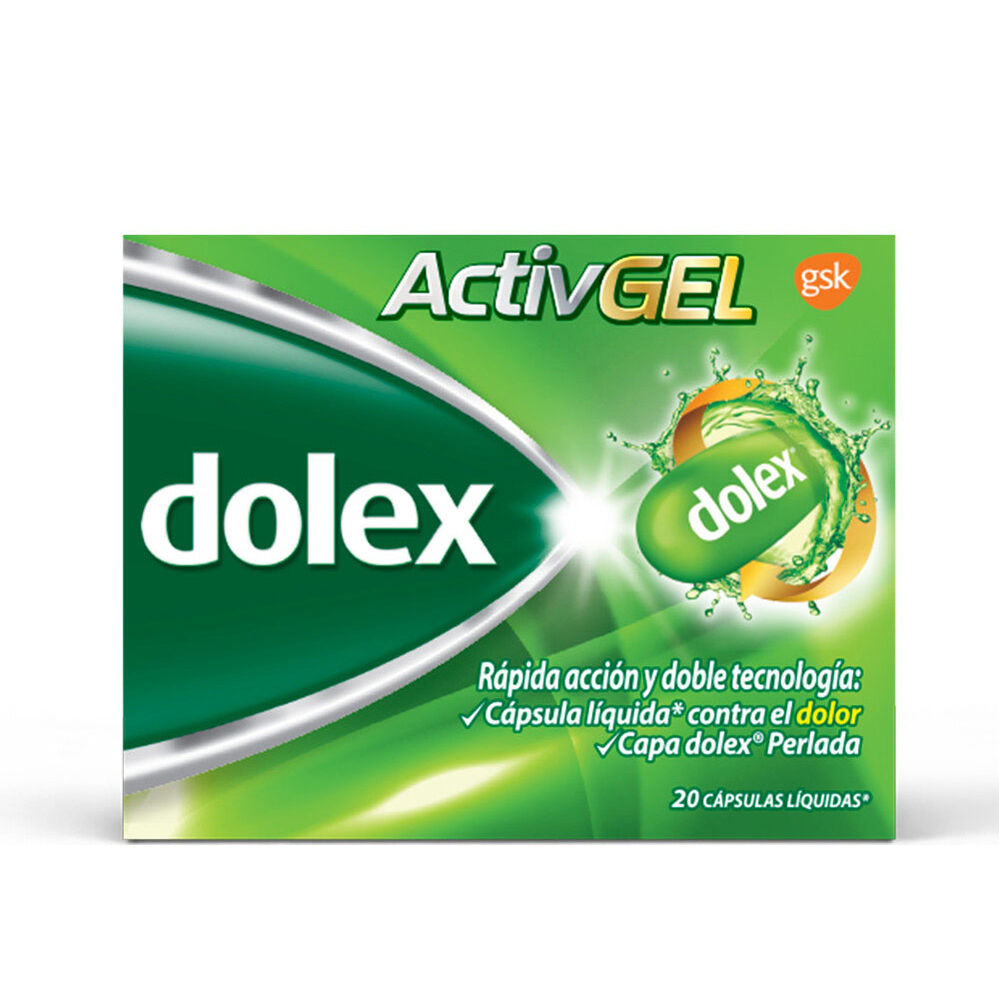 ActivGEL
gsk
dolex
dolex®
Rápida acción y doble tecnología:
✓Cápsula líquida* contra el dolor
✓Capa dolex® Perlada
20 CÁPSULAS LÍQUIDAS*